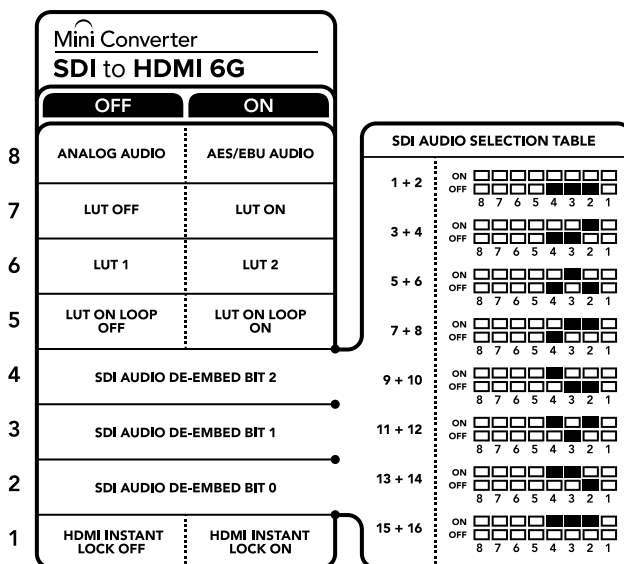 Mini Converter
SDI to HDMI 6G
OFF ON
8 ANALOG AUDIO AES/EBU AUDIO
7 LUT OFF LUT ON
6 LUT 1 LUT 2
5 LUT ON LOOP OFF LUT ON LOOP ON
4 SDI AUDIO DE-EMBED BIT 2
3 SDI AUDIO DE-EMBED BIT 1
2 SDI AUDIO DE-EMBED BIT 0
1 HDMI INSTANT LOCK OFF HDMI INSTANT LOCK ON
SDI AUDIO SELECTION TABLE
1 + 2 ON
OFF
8 7 6 5 4 3 2 1
3 + 4 ON
OFF
8 7 6 5 4 3 2 1
5 + 6 ON
OFF
8 7 6 5 4 3 2 1
7 + 8 ON
OFF
8 7 6 5 4 3 2 1
9 + 10 ON
OFF
8 7 6 5 4 3 2 1
11 + 12 ON
OFF
8 7 6 5 4 3 2 1
13 + 14 ON
OFF
8 7 6 5 4 3 2 1
15 + 16 ON
OFF
8 7 6 5 4 3 2 1